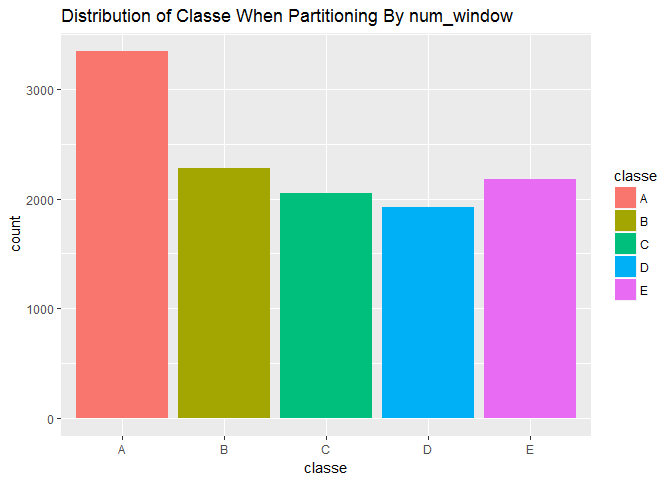 Distribution of Classe When Partitioning By num_window
count
3000
2000
1000
0
A B C D E
classe
classe
A
B
C
D
E